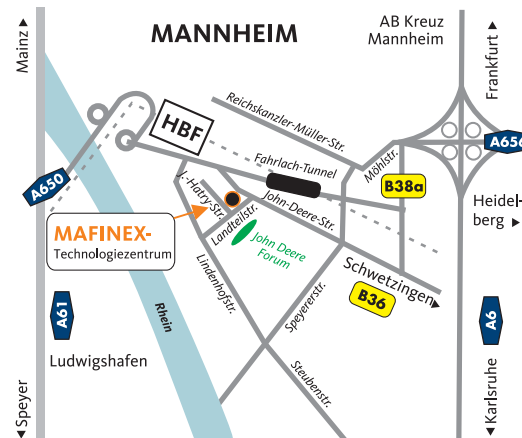 MANNHEIM
AB Kreuz
Mannheim
Mainz
Frankfurt
Reichskanzler-Müller-Str.
HBF
A656
Fahrlach-Tunnel
Möhlstr.
A650
B38a
J.-Hatry-Str.
John-Deere-Str.
Heidel-
berg
MAFINEX-
Technologiezentrum
Landteilstr.
John Deere
Forum
Schwetzingen
Lindenhofstr.
B36
Speyererstr.
Rhein
A61
A6
Ludwigshafen
Steubenstr.
Speyer
Karlsruhe